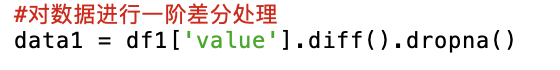 #对数据进行一阶差分处理
data1 = df1['value'].diff().dropna()